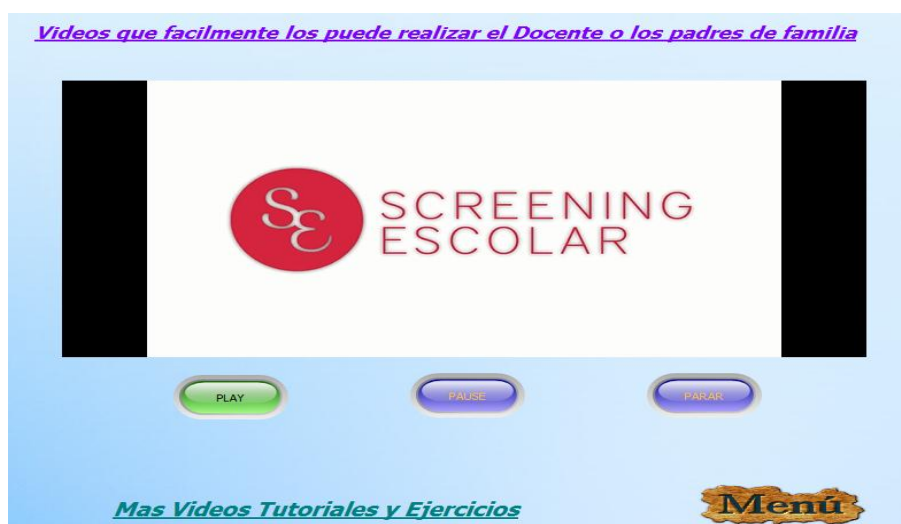 Videos que facilmente los puede realizar el Docente o los padres de familia
SE
SCREENING
ESCOLAR
PLAY
PAUSE
PARAR
Mas Videos Tutoriales y Ejercicios
Menú